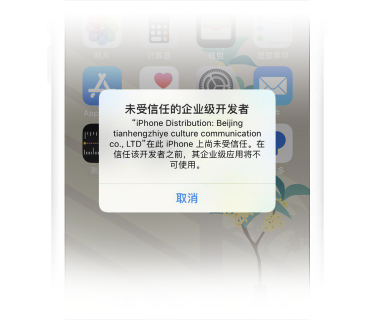 未受信任的企业级开发者
“iPhone Distribution: Beijing
tianhengzhiye culture communication
co., LTD”在此 iPhone 上尚未受信任。在
信任该开发者之前，其企业级应用将不
可使用。
取消